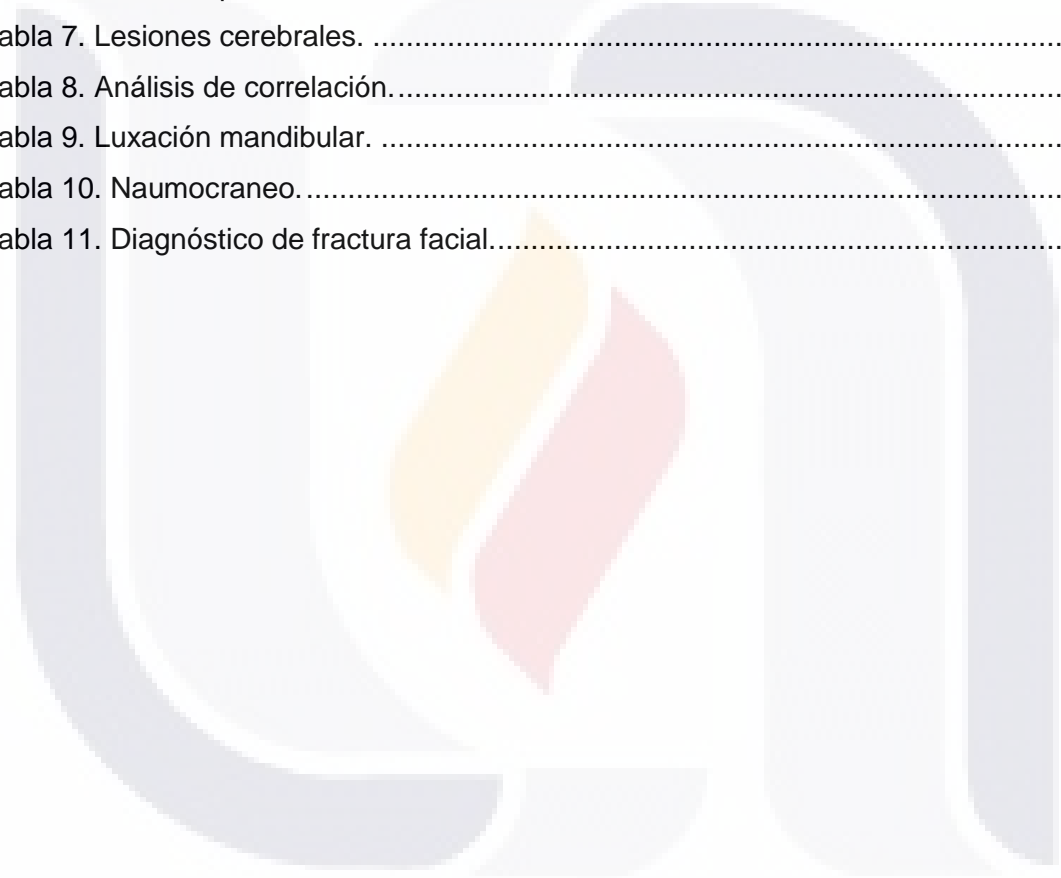 abla 7. Lesiones cerebrales. ................................................................................
abla 8. Análisis de correlación................................................................................
abla 9. Luxación mandibular. ................................................................................
abla 10. Naumocraneo................................................................................
abla 11. Diagnóstico de fractura facial................................................................................